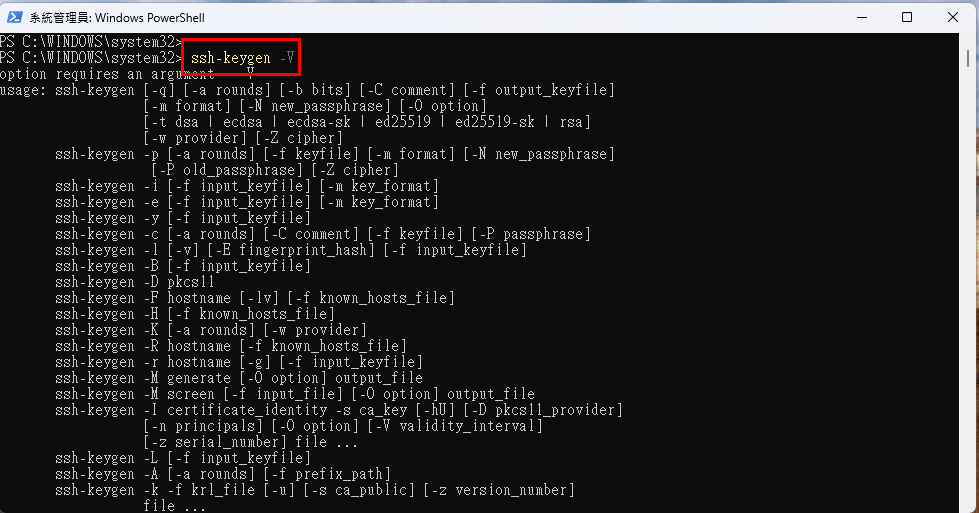 系統管理員: Windows PowerShell
PS C:\WINDOWS\system32>
PS C:\WINDOWS\system32> ssh-keygen -V
option requires an argument -- V
usage: ssh-keygen [-q] [-a rounds] [-b bits] [-C comment] [-f output_keyfile]
[-m format] [-N new_passphrase] [-O option]
[-t dsa | ecdsa | ecdsa-sk | ed25519 | ed25519-sk | rsa]
[-w provider] [-Z cipher]
ssh-keygen -p [-a rounds] [-f keyfile] [-m format] [-N new_passphrase]
[-P old_passphrase] [-Z cipher]
ssh-keygen -i [-f input_keyfile] [-m key_format]
ssh-keygen -e [-f input_keyfile] [-m key_format]
ssh-keygen -y [-f input_keyfile]
ssh-keygen -c [-a rounds] [-C comment] [-f keyfile] [-P passphrase]
ssh-keygen -l [-v] [-E fingerprint_hash] [-f input_keyfile]
ssh-keygen -B [-f input_keyfile]
ssh-keygen -D pkcs11
ssh-keygen -F hostname [-lv] [-f known_hosts_file]
ssh-keygen -H [-f known_hosts_file]
ssh-keygen -K [-a rounds] [-w provider]
ssh-keygen -R hostname [-f known_hosts_file]
ssh-keygen -r hostname [-g] [-f input_keyfile]
ssh-keygen -M generate [-O option] output_file
ssh-keygen -M screen [-f input_file] [-O option] output_file
ssh-keygen -I certificate_identity -s ca_key [-hU] [-D pkcs11_provider]
[-n principals] [-O option] [-V validity_interval]
[-z serial_number] file ...
ssh-keygen -L [-f input_keyfile]
ssh-keygen -A [-a rounds] [-f prefix_path]
ssh-keygen -k -f krl_file [-u] [-s ca_public] [-z version_number]
file ...